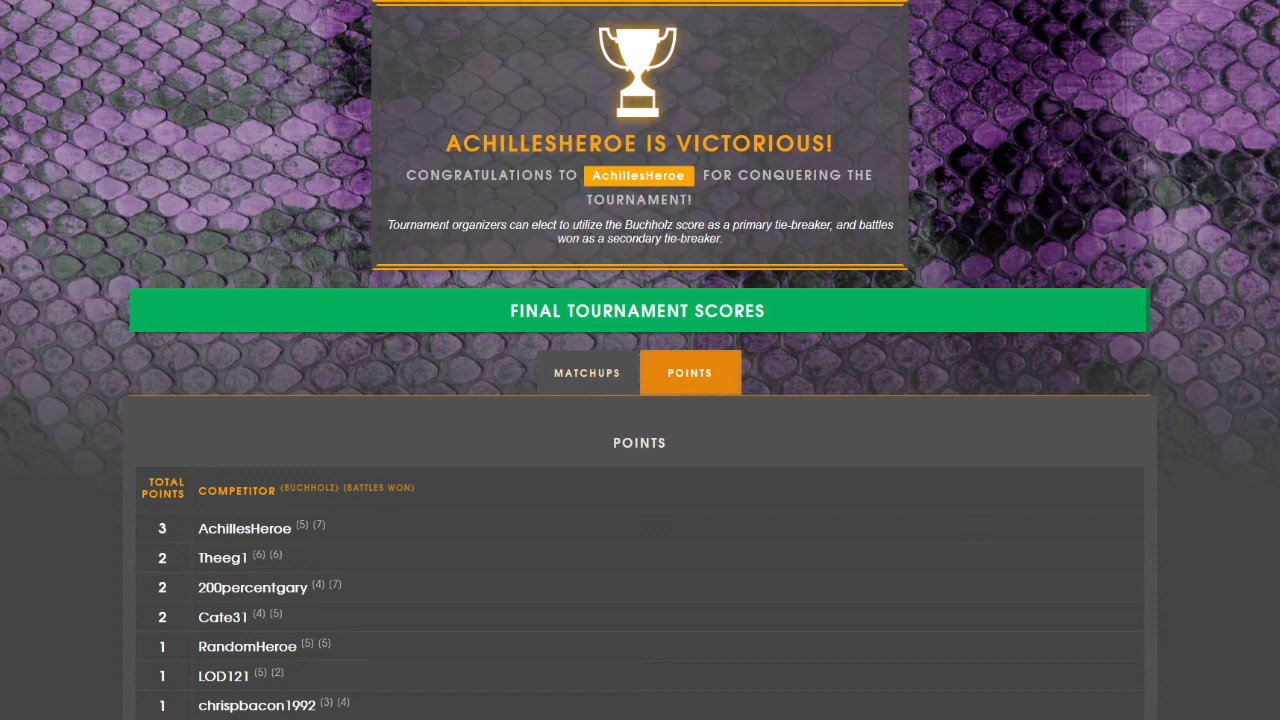 ACHILLESHEROE IS VICTORIOUS!
CONGRATULATIONS TO AchillesHeroe FOR CONQUERING THE
TOURNAMENT!
Tournament organizers can elect to utilize the Buchholz score as a primary tie-breaker, and battles
won as a secondary tie-breaker.
FINAL TOURNAMENT SCORES
MATCHUPS POINTS
POINTS
TOTAL
POINTS COMPETITOR (BUCHHOLZ) (BATTLES WON)
3 AchillesHeroe (5) (7)
2 Theeg1 (6) (6)
2 200percentgary (4) (7)
2 Cate31 (4) (5)
1 RandomHeroe (5) (5)
1 LOD121 (5) (2)
1 chrispbacon1992 (3) (4)